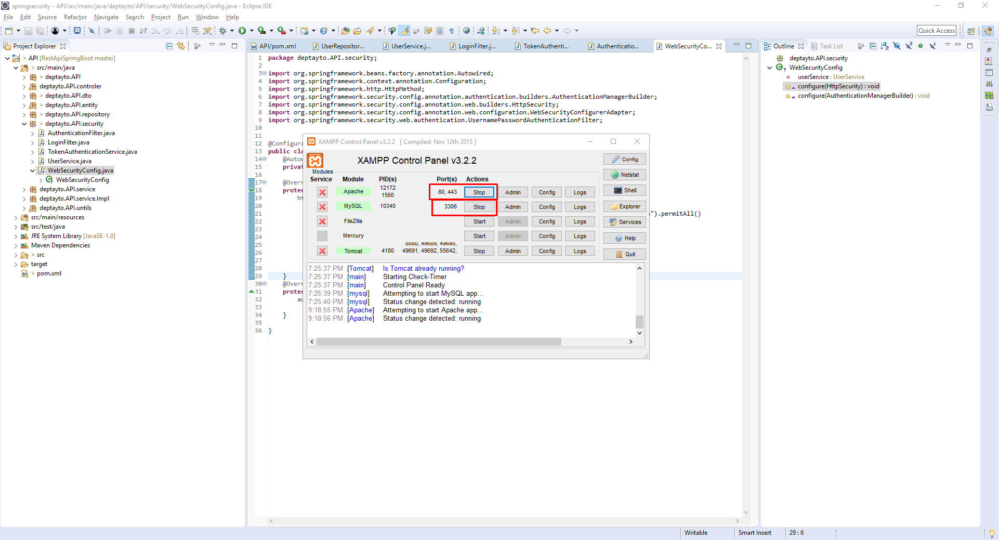 springsecurity - API/src/main/java/deptayto/API/security/WebSecurityConfig.java - Eclipse IDE
File Edit Source Refactor Navigate Search Project Run Window Help
Quick Access
Project Explorer
API [RestApiSpringBoot master]
src/main/java
deptayto.API
deptayto.API.controler
deptayto.API.dto
deptayto.API.entity
deptayto.API.repository
deptayto.API.security
AuthenticationFilter.java
LoginFilter.java
TokenAuthenticationService.java
UserService.java
WebSecurityConfig.java
WebSecurityConfig
deptayto.API.service
deptayto.API.service.Impl
deptayto.API.untils
src/main/resources
src/test/java
JRE System Library [JavaSE-1.8]
Maven Dependencies
src
target
pom.xml
API/pom.xml UserRepositor... UserService.j... LoginFilter.j... TokenAuthenti... Authenticatio... WebSecurityCo...
1 package deptayto.API.security;
2
3 import org.springframework.beans.factory.annotation.Autowired;
4 import org.springframework.context.annotation.Configuration;
5 import org.springframework.http.HttpMethod;
6 import org.springframework.security.config.annotation.authentication.builders.AuthenticationManagerBuilder;
7 import org.springframework.security.config.annotation.web.builders.HttpSecurity;
8 import org.springframework.security.config.annotation.web.configuration.WebSecurityConfigurerAdapter;
9 import org.springframework.security.web.authentication.UsernamePasswordAuthenticationFilter;
10
11
12 @Configura
13 public cla
14 @Autow
15 privat
16
17 @Overr
18 protec
19 ht
20
21 ").permitAll()
22
23
24
25
26
27
28
29 }
30 @Overr
31 protec
32 au
33
34 }
35
36 }
XAMPP Control Panel v3.2.2 [ Compiled: Nov 12th 2015 ]
XAMPP Control Panel v3.2.2
Modules
Service Module PID(s) Port(s) Actions
Apache 12172 1560 80, 443 Stop Admin Config Logs
MySQL 10340 3306 Stop Admin Config Logs
FileZilla Start Admin Config Logs
Mercury Start Admin Config Logs
Tomcat 4180 8080, 49689, 49690, 49691, 49692, 55642, Stop Admin Config Logs
Config
Netstat
Shell
Explorer
Services
Help
Quit
7:25:37 PM [Tomcat] Is Tomcat already running?
7:25:37 PM [main] Starting Check-Timer
7:25:37 PM [main] Control Panel Ready
7:25:39 PM [mysql] Attempting to start MySQL app...
7:25:40 PM [mysql] Status change detected: running
9:18:55 PM [Apache] Attempting to start Apache app...
9:18:56 PM [Apache] Status change detected: running
Outline Task List
deptayto.API.security
WebSecurityConfig
userService : UserService
configure(HttpSecurity) : void
configure(AuthenticationManagerBuilder) : void
Writable Smart Insert 29 : 6